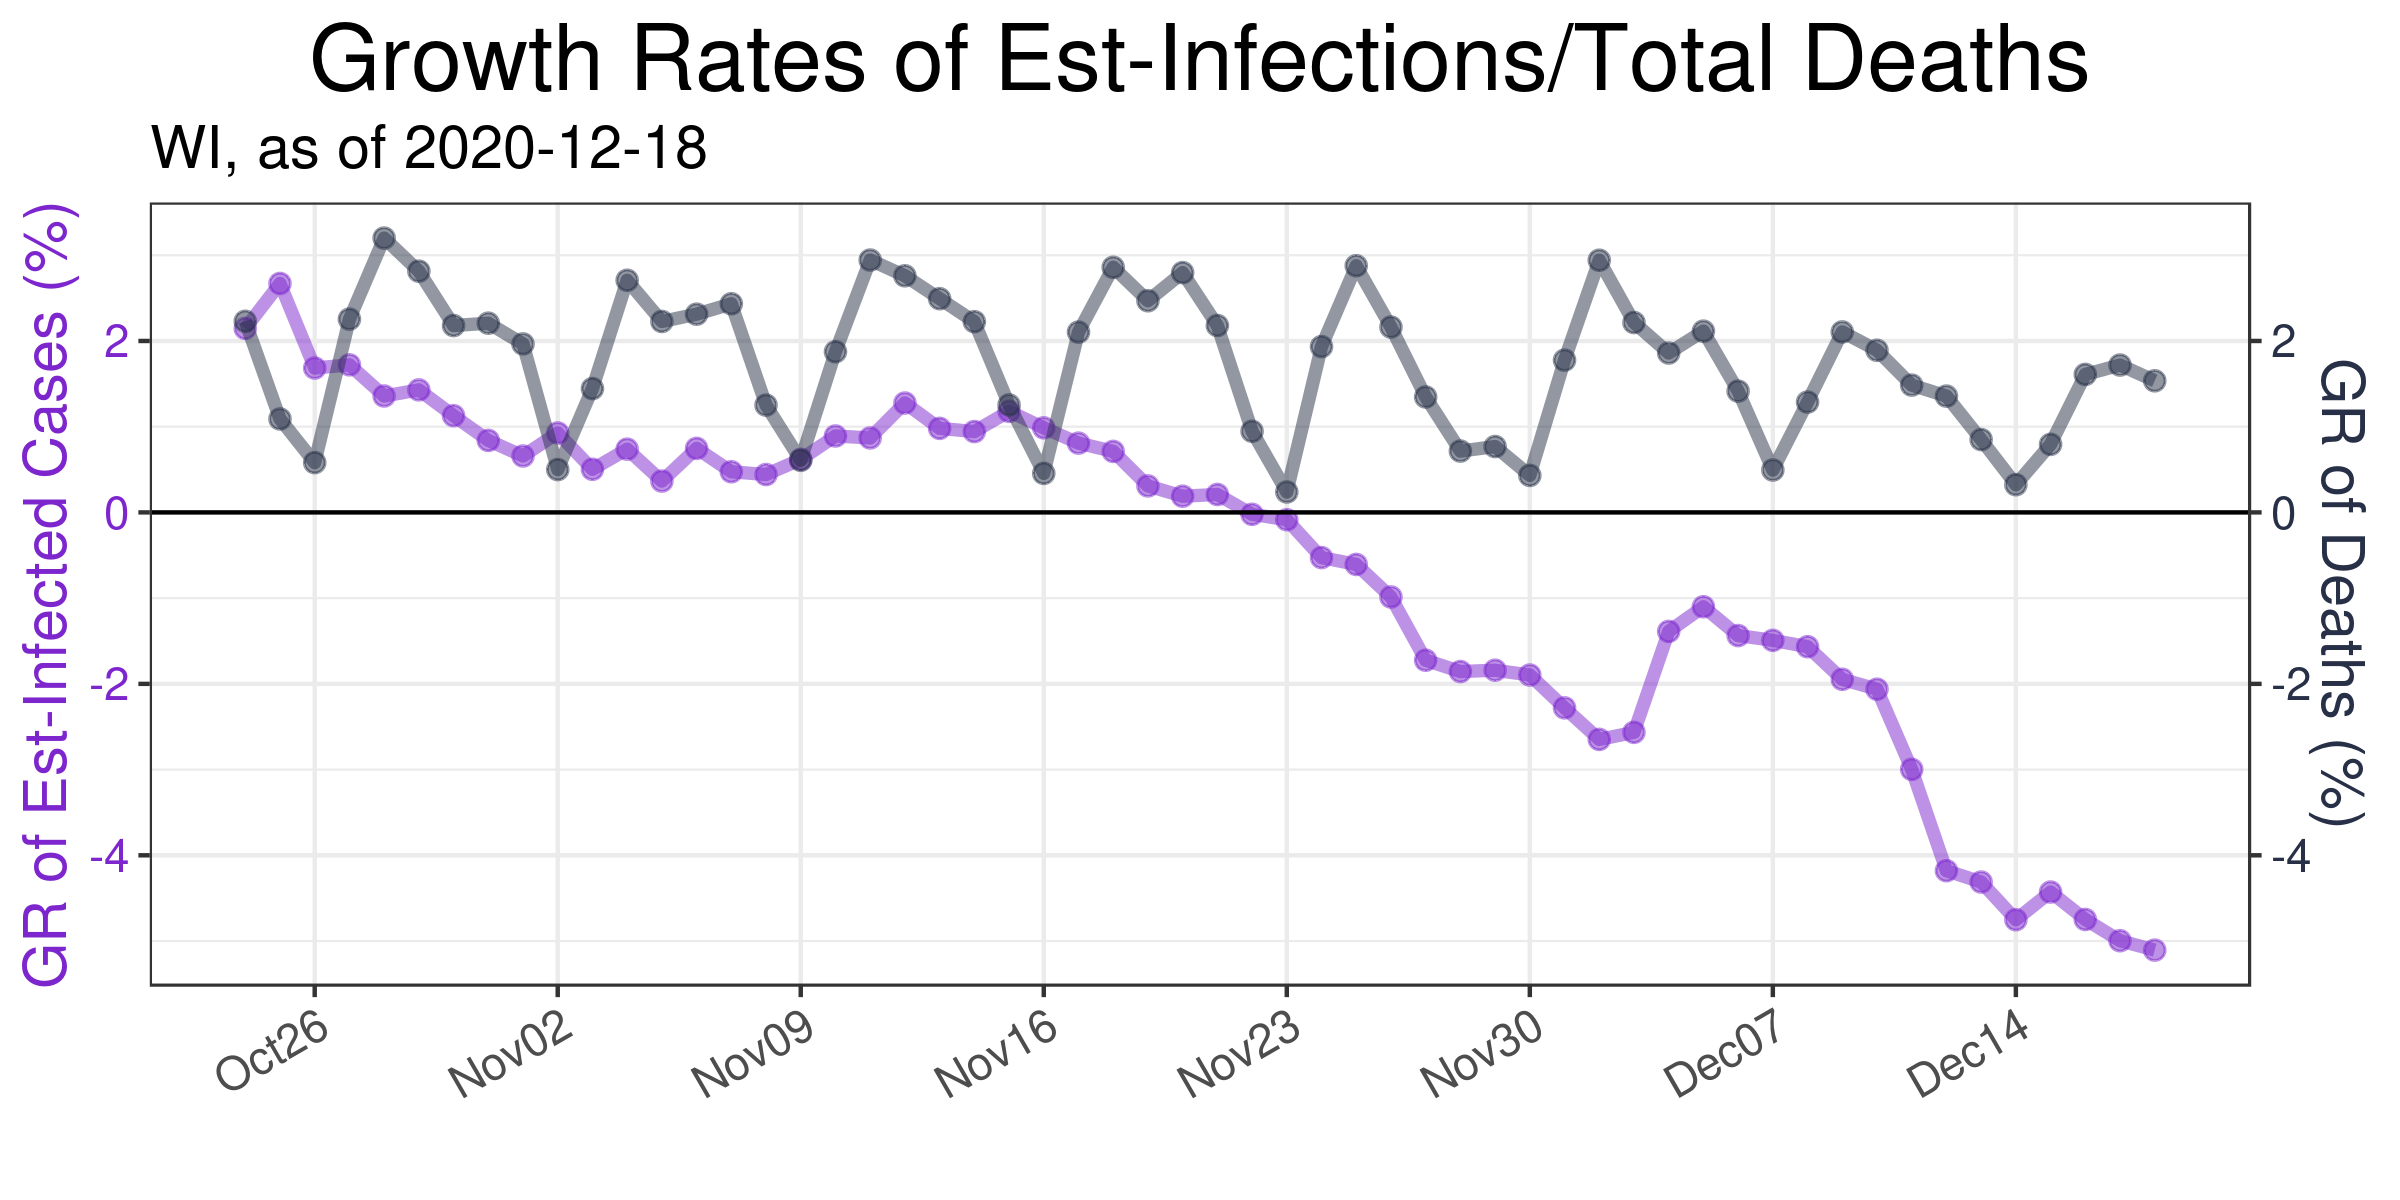 Growth Rates of Est-Infections/Total Deaths
WI, as of 2020-12-18
GR of Est-Infected Cases (%)
2
0
-2
-4
2
0
-2
-4
GR of Deaths (%)
Oct26
Nov02
Nov09
Nov16
Nov23
Nov30
Dec07
Dec14